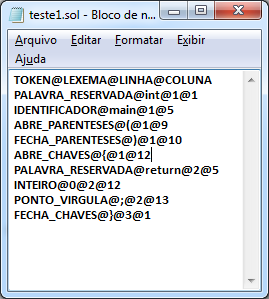 teste1.sol - Bloco de n...
Arquivo Editar Formatar Exibir
Ajuda
TOKEN@LEXEMA@LINHA@COLUNA
PALAVRA_RESERVADA@int@1@1
IDENTIFICADOR@main@1@5
ABRE_PARENTESES@(@1@9
FECHA_PARENTESES@)@1@10
ABRE_CHAVES@{@1@12
PALAVRA_RESERVADA@return@2@5
INTEIRO@0@2@12
PONTO_VIRGULA@;@2@13
FECHA_CHAVES@}@3@1